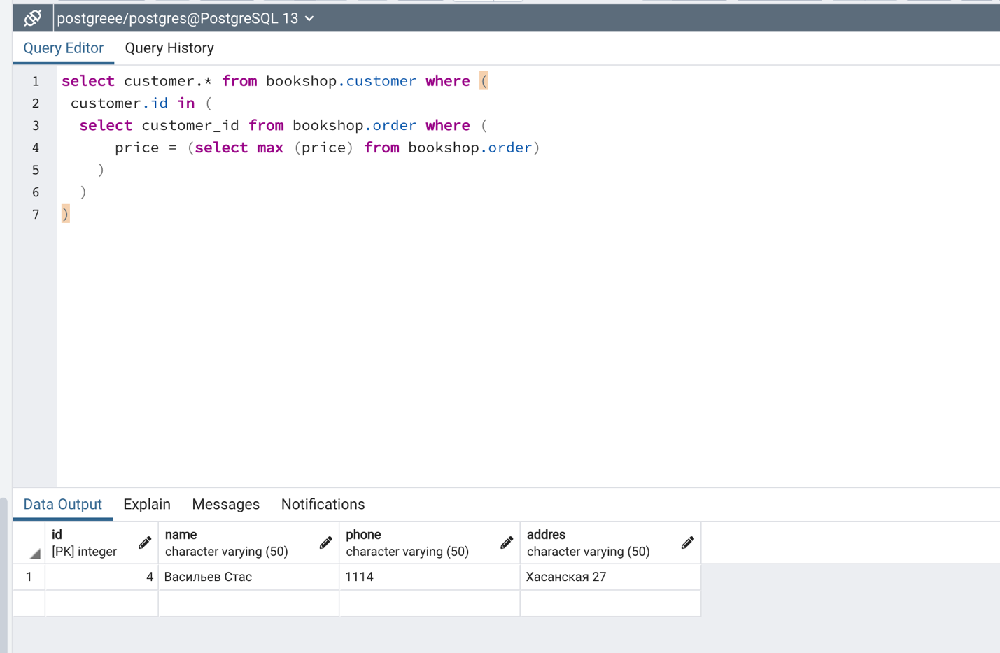 postgreee/postgres@PostgreSQL 13
Query Editor Query History
1 select customer.* from bookshop.customer where (
2 customer.id in (
3 select customer_id from bookshop.order where (
4 price = (select max (price) from bookshop.order)
5 )
6 )
7 )
Data Output Explain Messages Notifications
id name phone addres
[PK] integer character varying (50) character varying (50) character varying (50)
1 4 Васильев Стас 1114 Хасанская 27